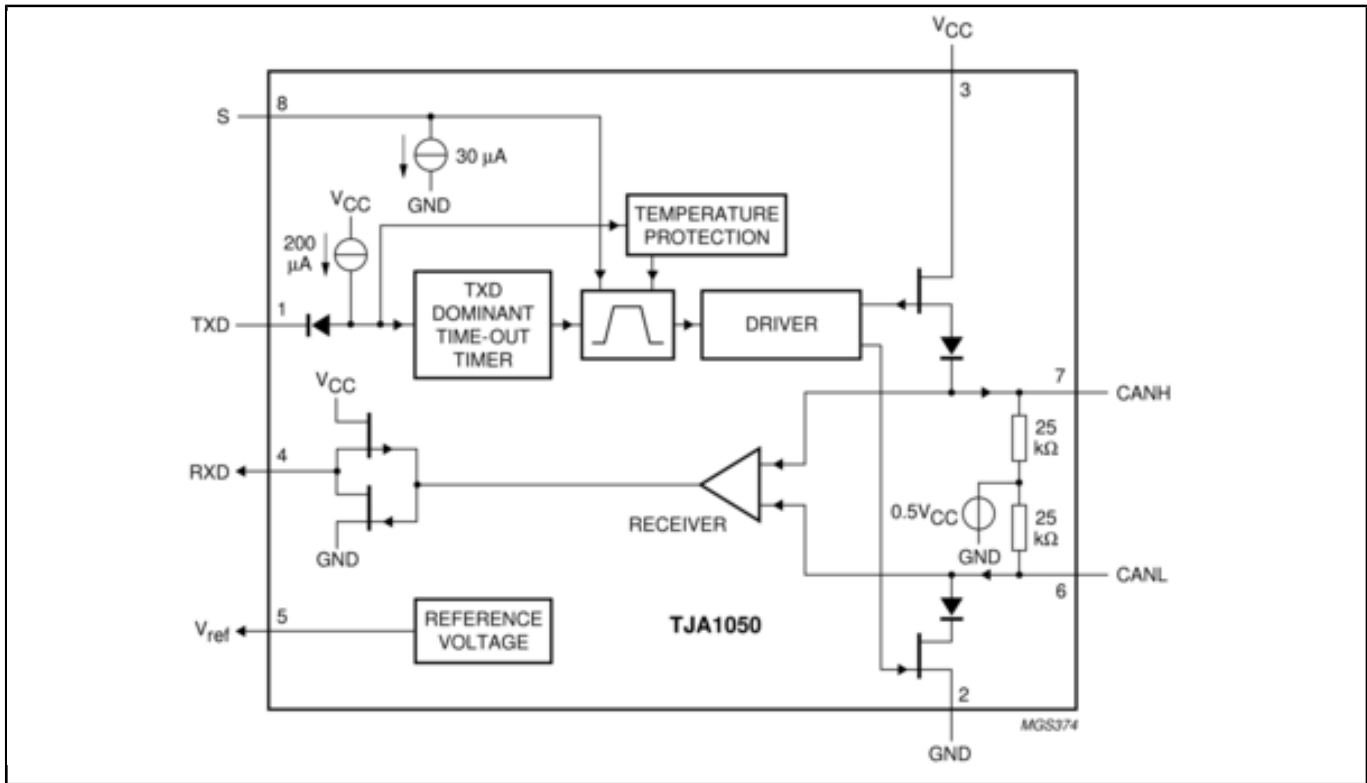 VCC
3
8
S
30 µA
GND
VCC
200
µA
TEMPERATURE
PROTECTION
1
TXD
TXD
DOMINANT
TIME-OUT
TIMER
DRIVER
VCC
7
CANH
25
kΩ
4
RXD
0.5VCC
25
kΩ
RECEIVER
GND
GND
CANL
6
5
Vref
REFERENCE
VOLTAGE
TJA1050
2
MGS374
GND